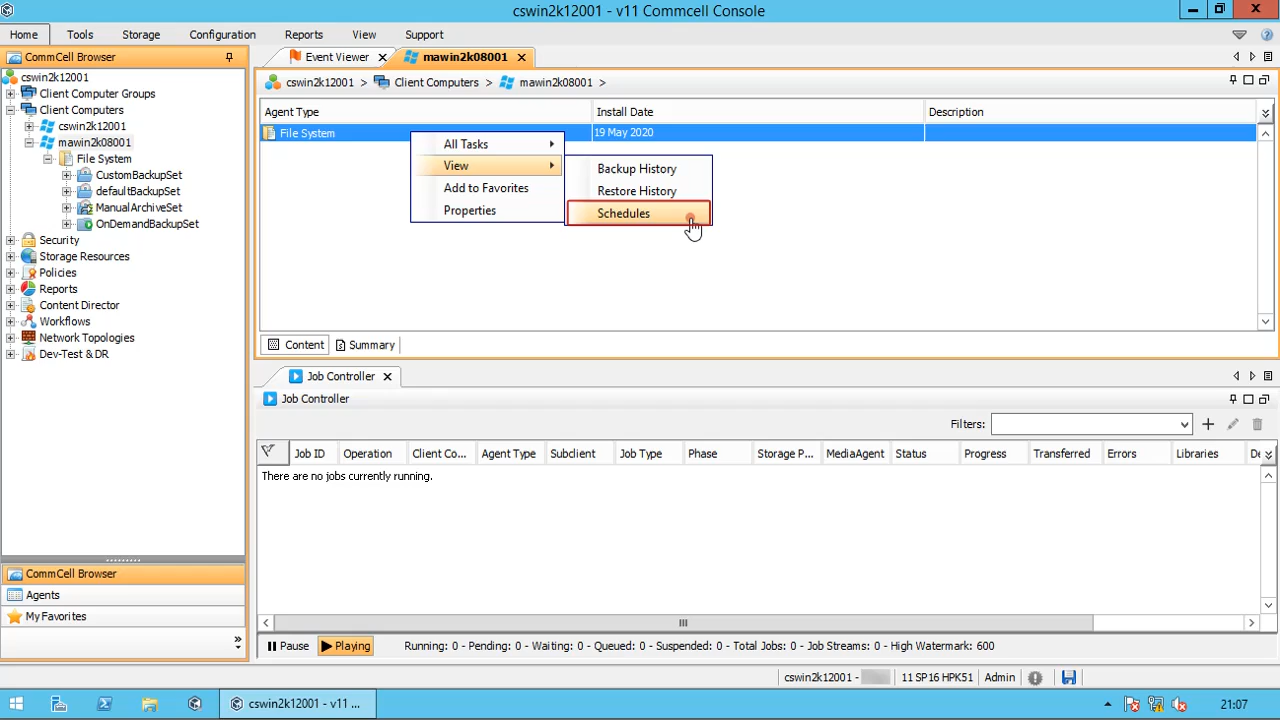 cswin2k12001 - v11 Commcell Console
Home Tools Storage Configuration Reports View Support
CommCell Browser
cswin2k12001
Client Computer Groups
Client Computers
cswin2k12001
mawin2k08001
File System
CustomBackupSet
defaultBackupSet
ManualArchiveSet
OnDemandBackupSet
Security
Storage Resources
Policies
Reports
Content Director
Workflows
Network Topologies
Dev-Test & DR
CommCell Browser
Agents
MyFavorites
Event Viewer mawin2k08001
cswin2k12001 > Client Computers > mawin2k08001 >
Agent Type Install Date Description
File System 19 May 2020
All Tasks
View
Add to Favorites
Properties
Backup History
Restore History
Schedules
Content Summary
Job Controller
Job Controller
Filters:
Job ID Operation Client Co... Agent Type Subclient Job Type Phase Storage P... MediaAgent Status Progress Transferred Errors Libraries De
There are no jobs currently running.
Pause Playing Running: 0 - Pending: 0 - Waiting: 0 - Queued: 0 - Suspended: 0 - Total Jobs: 0 - Job Streams: 0 - High Watermark: 600
cswin2k12001 - 11 SP16 HPK51 Admin
cswin2k12001 - v11 ... 21:07